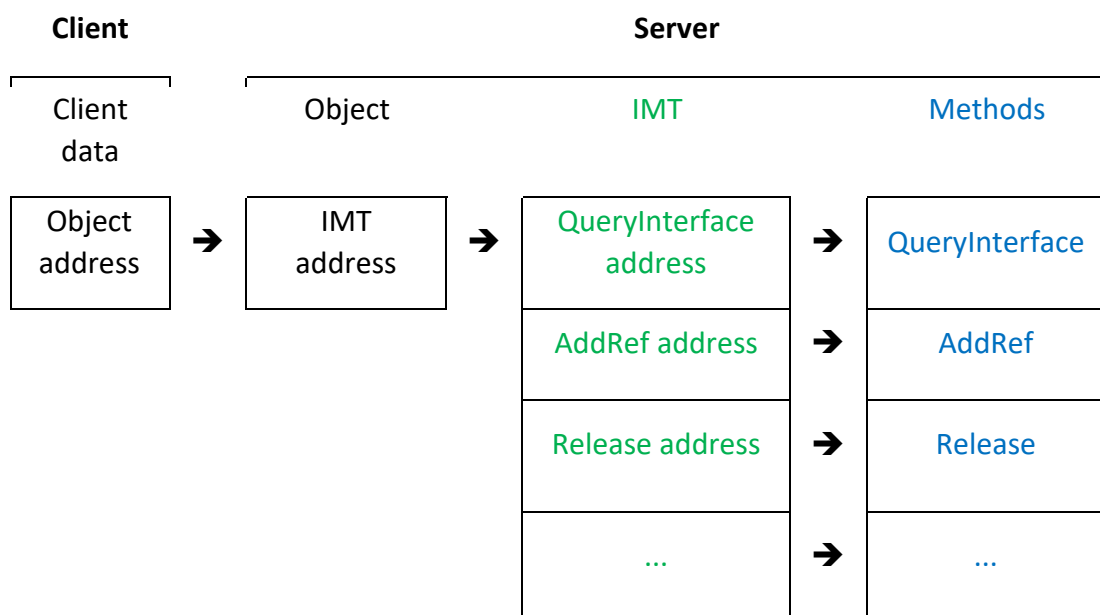 Client
Server
Client
data
Object
IMT
Methods
Object
address
IMT
address
QueryInterface
address
QueryInterface
AddRef address
AddRef
Release address
Release
...
...